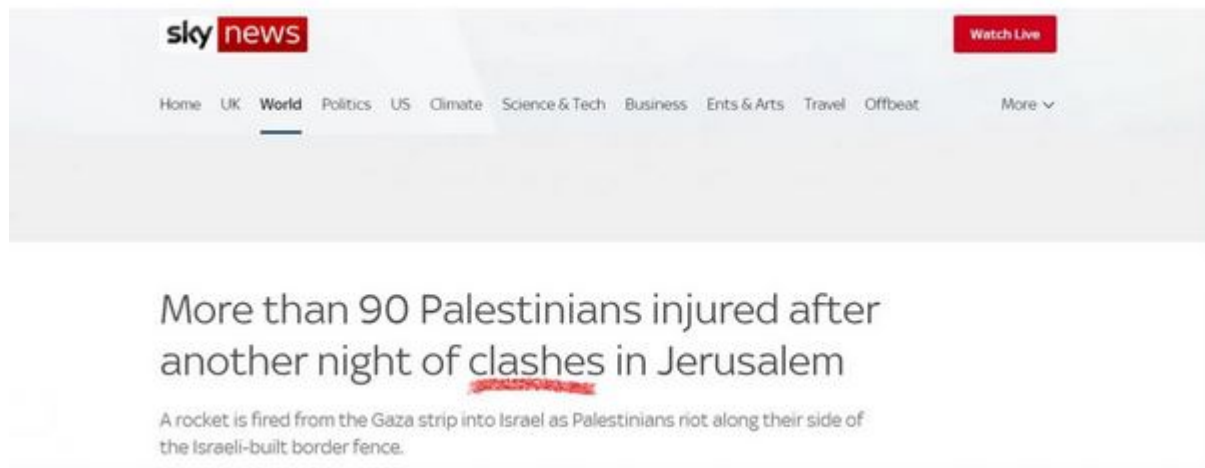 sky news
Watch Live
Home UK World Politics US Climate Science & Tech Business Ents & Arts Travel Offbeat More
More than 90 Palestinians injured after
another night of clashes in Jerusalem
A rocket is fired from the Gaza strip into Israel as Palestinians riot along their side of
the Israeli-built border fence.